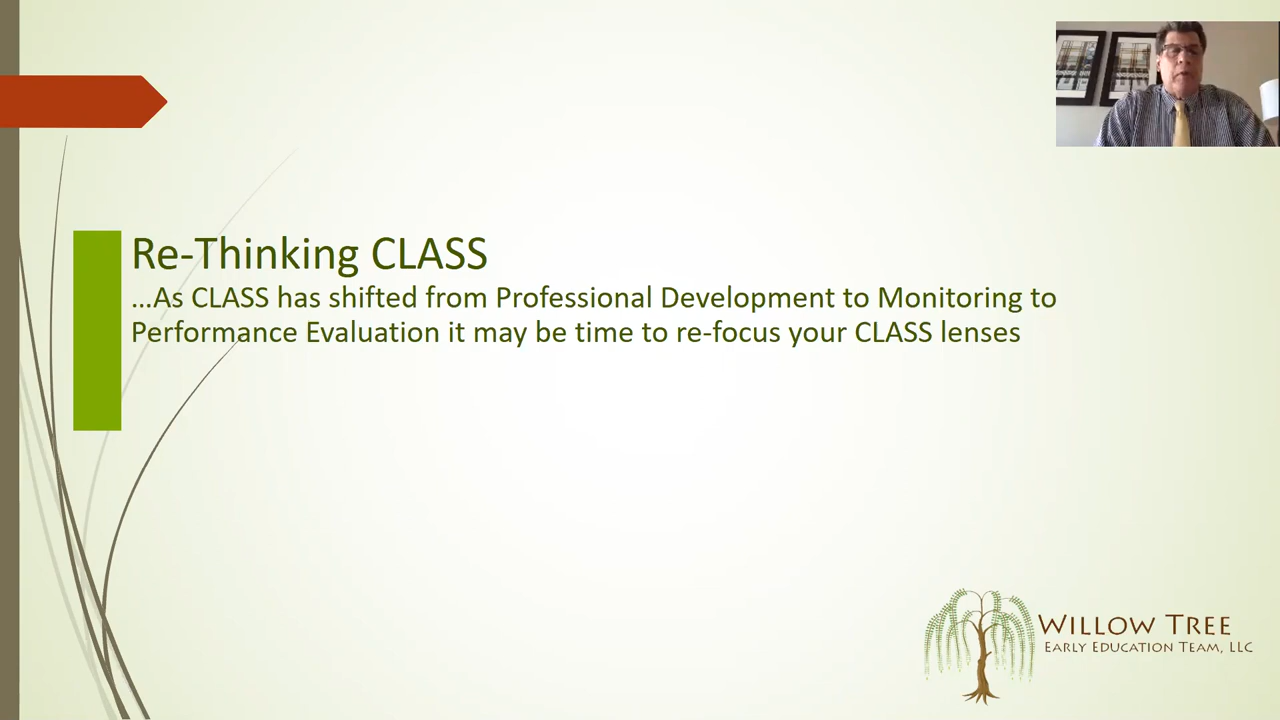 Re-Thinking CLASS
...As CLASS has shifted from Professional Development to Monitoring to
Performance Evaluation it may be time to re-focus your CLASS lenses
WILLOW TREE
EARLY EDUCATION TEAM, LLC